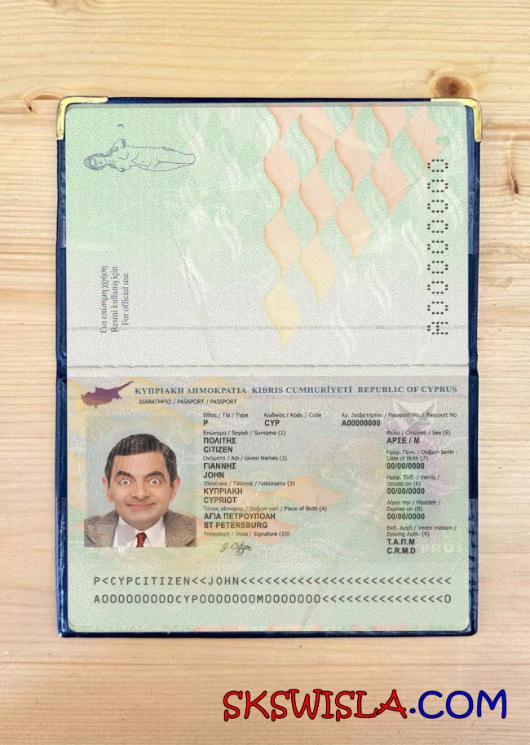 Για επίσημη χρήση
Resmi kullanış için
For official use
A00000000
3
ΚΥΠΡΙΑΚΗ ΔΗΜΟΚΡΑΤΙΑ KIBRIS CUMHURİYETİ REPUBLIC OF CYPRUS
ΔΙΑΒΑΤΗΡΙΟ / PASAPORT / PASSPORT
Είδος / Tip / Type Κωδικός / Kodu / Code Αρ. Διαβατηρίου / Pasaport No / Passport No
P CYP A00000000
Επώνυμο / Soyadı / Surname (1) Φύλο / Cinsiyeti / Sex (5)
ΠΟΛΙΤΗΣ ΑΡΣΕ / M
CITIZEN
Ονόματα / Adı / Given Names (2) Ημερ. Γένν. / Doğum tarihi /
ΓΙΑΝΝΗΣ Date of Birth (7)
JOHN 00/00/0000
Ιθαγένεια / Tabiiyet / Nationality (3) Ημερ. Έκδ. / Veriliş /
ΚΥΠΡΙΑΚΗ Issued on (8)
CYPRIOT 00/00/0000
Τόπος γέννησης / Doğum yeri / Place of Birth (4) Λήγει την /
ΑΓΙΑ ΠΕΤΡΟΥΠΟΛΗ Expires on (8)
ST PETERSBURG 00/00/0000
Υπογραφή / İmza / Signature (10) Εκδ. Αρχή / Veren makam /
Issuing Auth. (9)
Τ.Α.Π.Μ
C.R.M.D
P<CYPCITIZEN<<JOHN<<<<<<<<<<<<<<<<<<<<<<<<<<
A000000000CYP0000000M0000000<<<<<<<<<<<<<<<0
SKSWISLA.COM